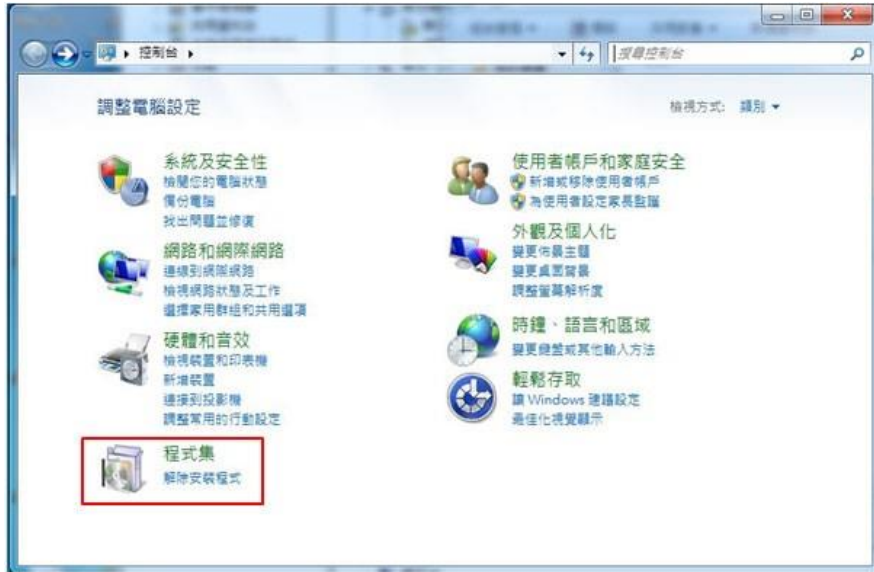 控制台
搜尋控制台
調整電腦設定
檢視方式: 類別
系統及安全性
檢閱您的電腦狀態
備份電腦
找出問題並修復
網路和網際網路
連線到網際網路
檢視網路狀態及工作
選擇家用群組和共用選項
硬體和音效
檢視裝置和印表機
新增裝置
連接到投影機
調整常用的行動設定
程式集
解除安裝程式
使用者帳戶和家庭安全
新增或移除使用者帳戶
為使用者設定家長監護
外觀及個人化
變更佈景主題
變更桌面背景
調整螢幕解析度
時鐘、語言和區域
變更鍵盤或其他輸入方法
輕鬆存取
讓 Windows 建議設定
最佳化視覺顯示